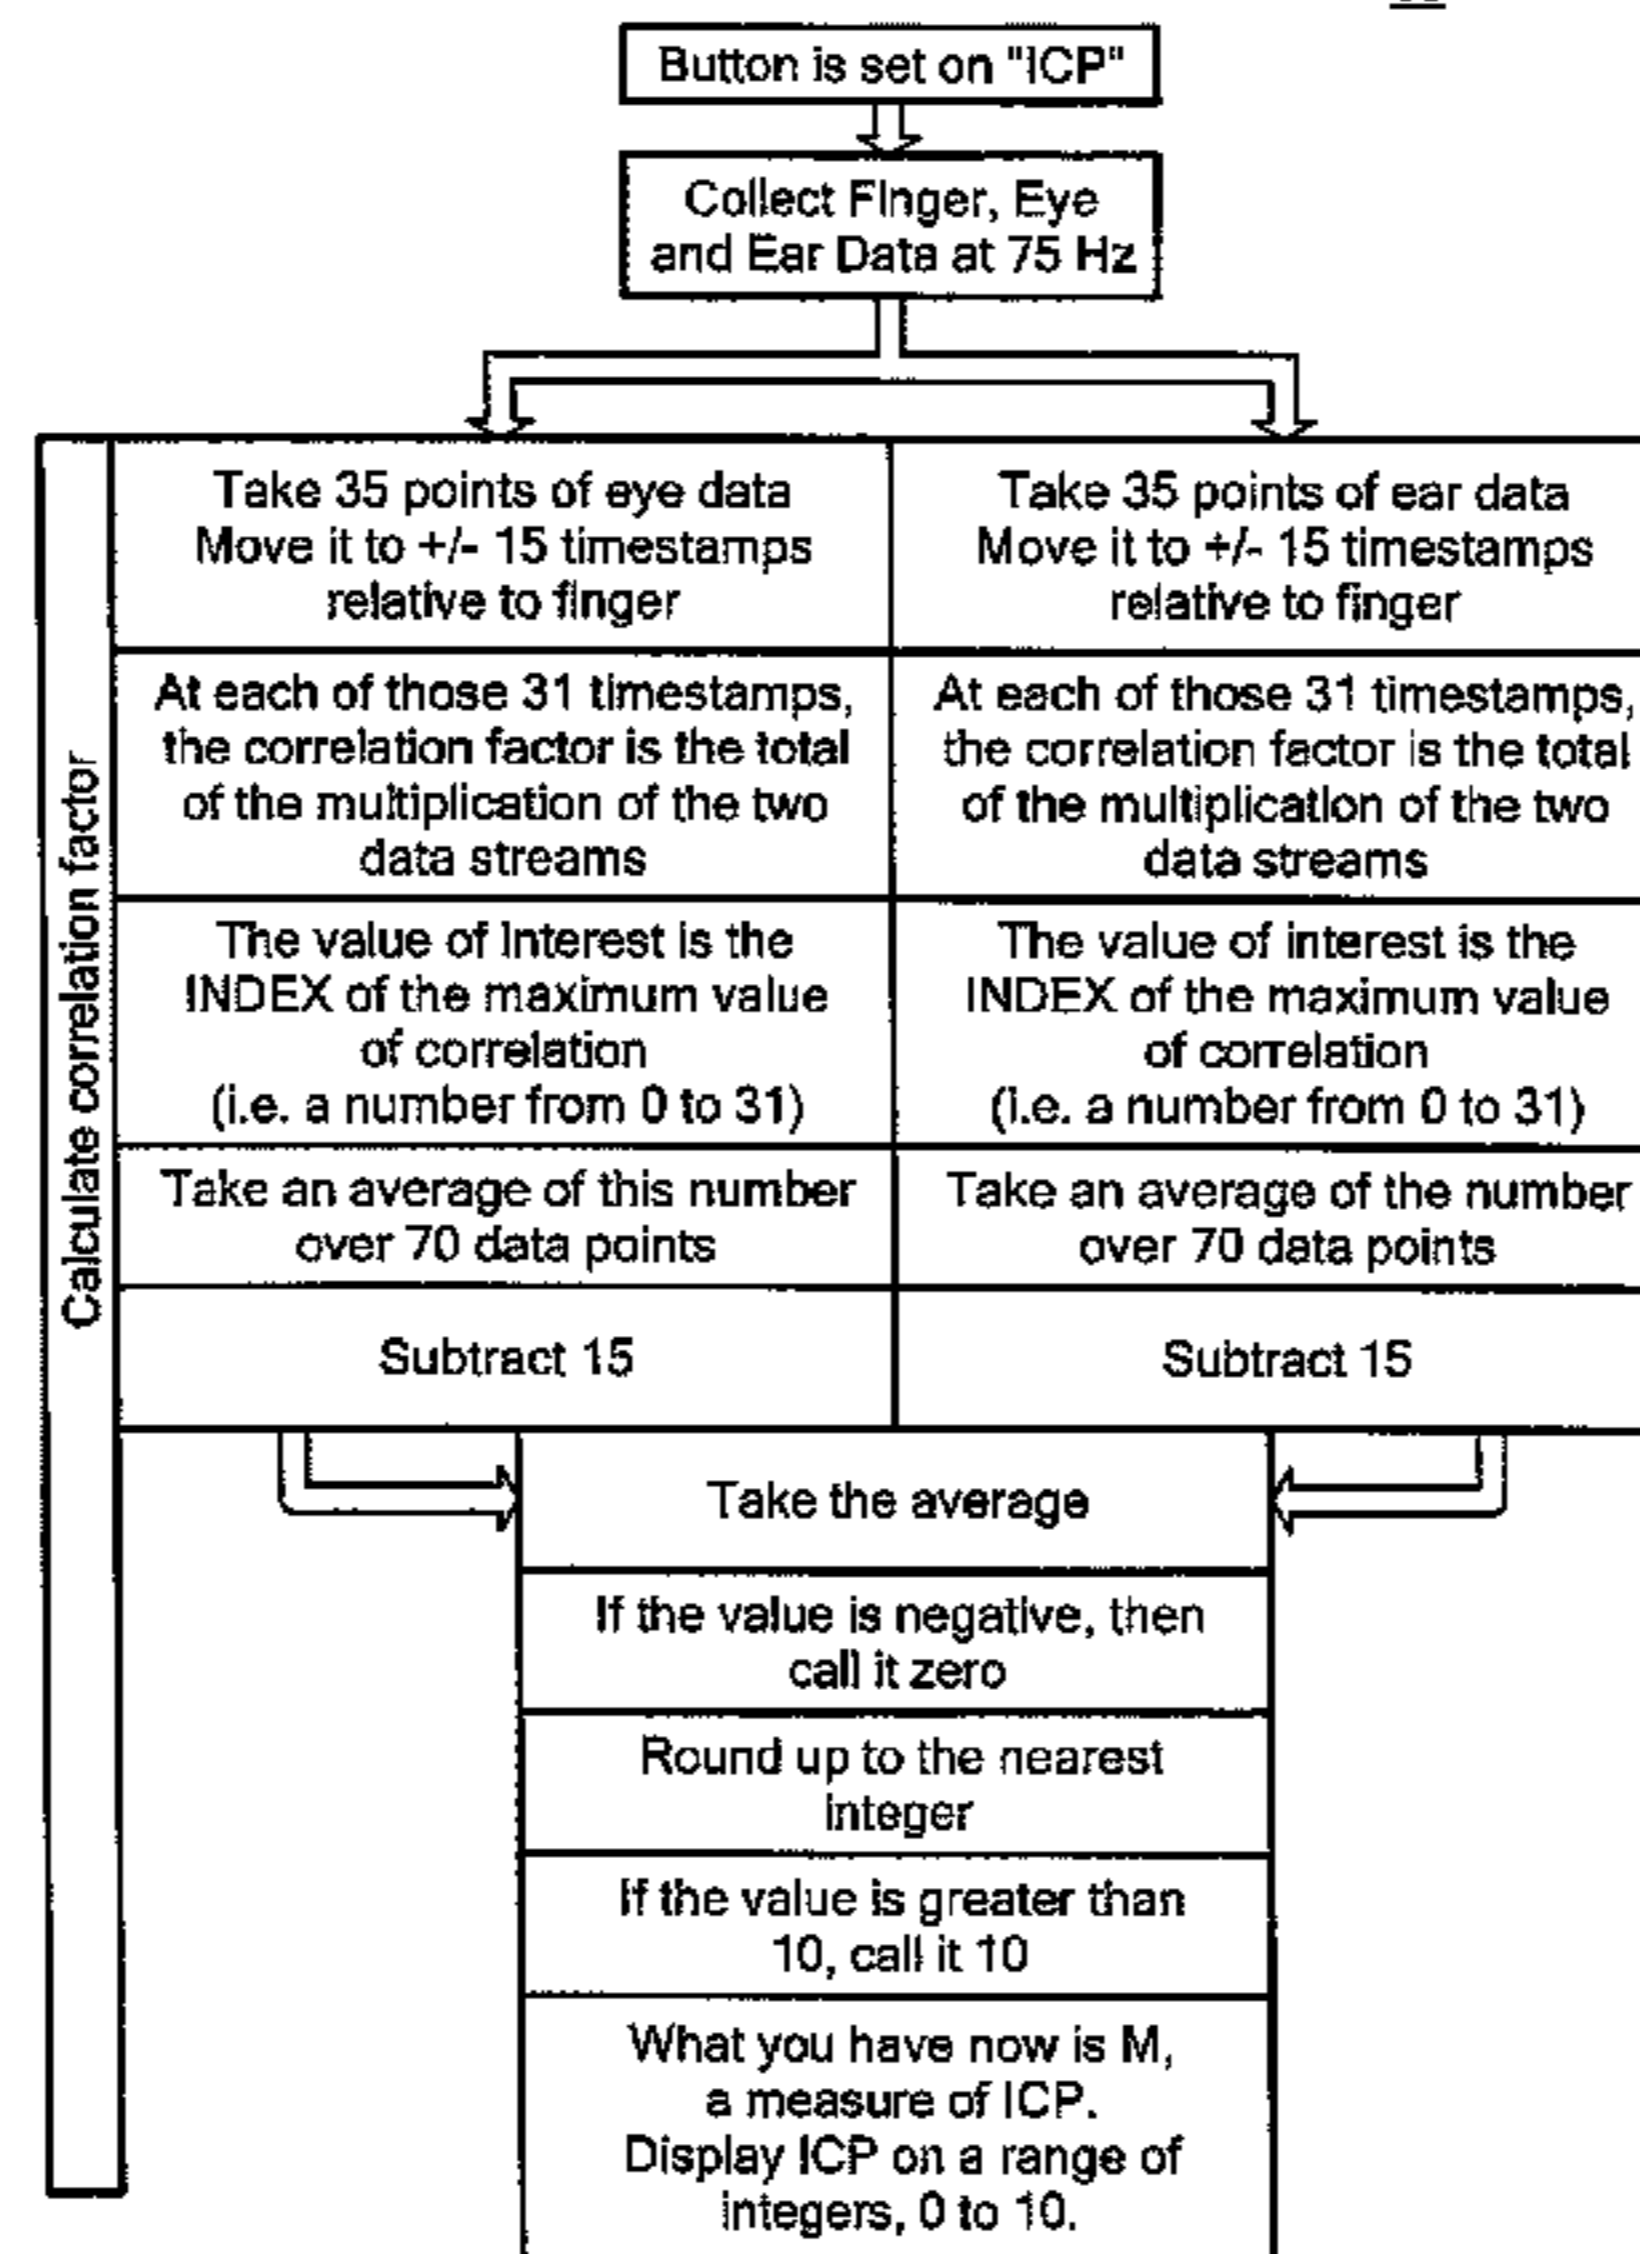 Button is set on "ICP"
Collect Finger, Eye
and Ear Data at 75 Hz
Calculate correlation factor
Take 35 points of eye data
Move it to +/- 15 timestamps
relative to finger
At each of those 31 timestamps,
the correlation factor is the total
of the multiplication of the two
data streams
The value of Interest is the
INDEX of the maximum value
of correlation
(i.e. a number from 0 to 31)
Take an average of this number
over 70 data points
Subtract 15
Take 35 points of ear data
Move it to +/- 15 timestamps
relative to finger
At each of those 31 timestamps,
the correlation factor is the total
of the multiplication of the two
data streams
The value of interest is the
INDEX of the maximum value
of correlation
(i.e. a number from 0 to 31)
Take an average of the number
over 70 data points
Subtract 15
Take the average
If the value is negative, then
call it zero
Round up to the nearest
integer
If the value is greater than
10, call it 10
What you have now is M,
a measure of ICP.
Display ICP on a range of
integers, 0 to 10.